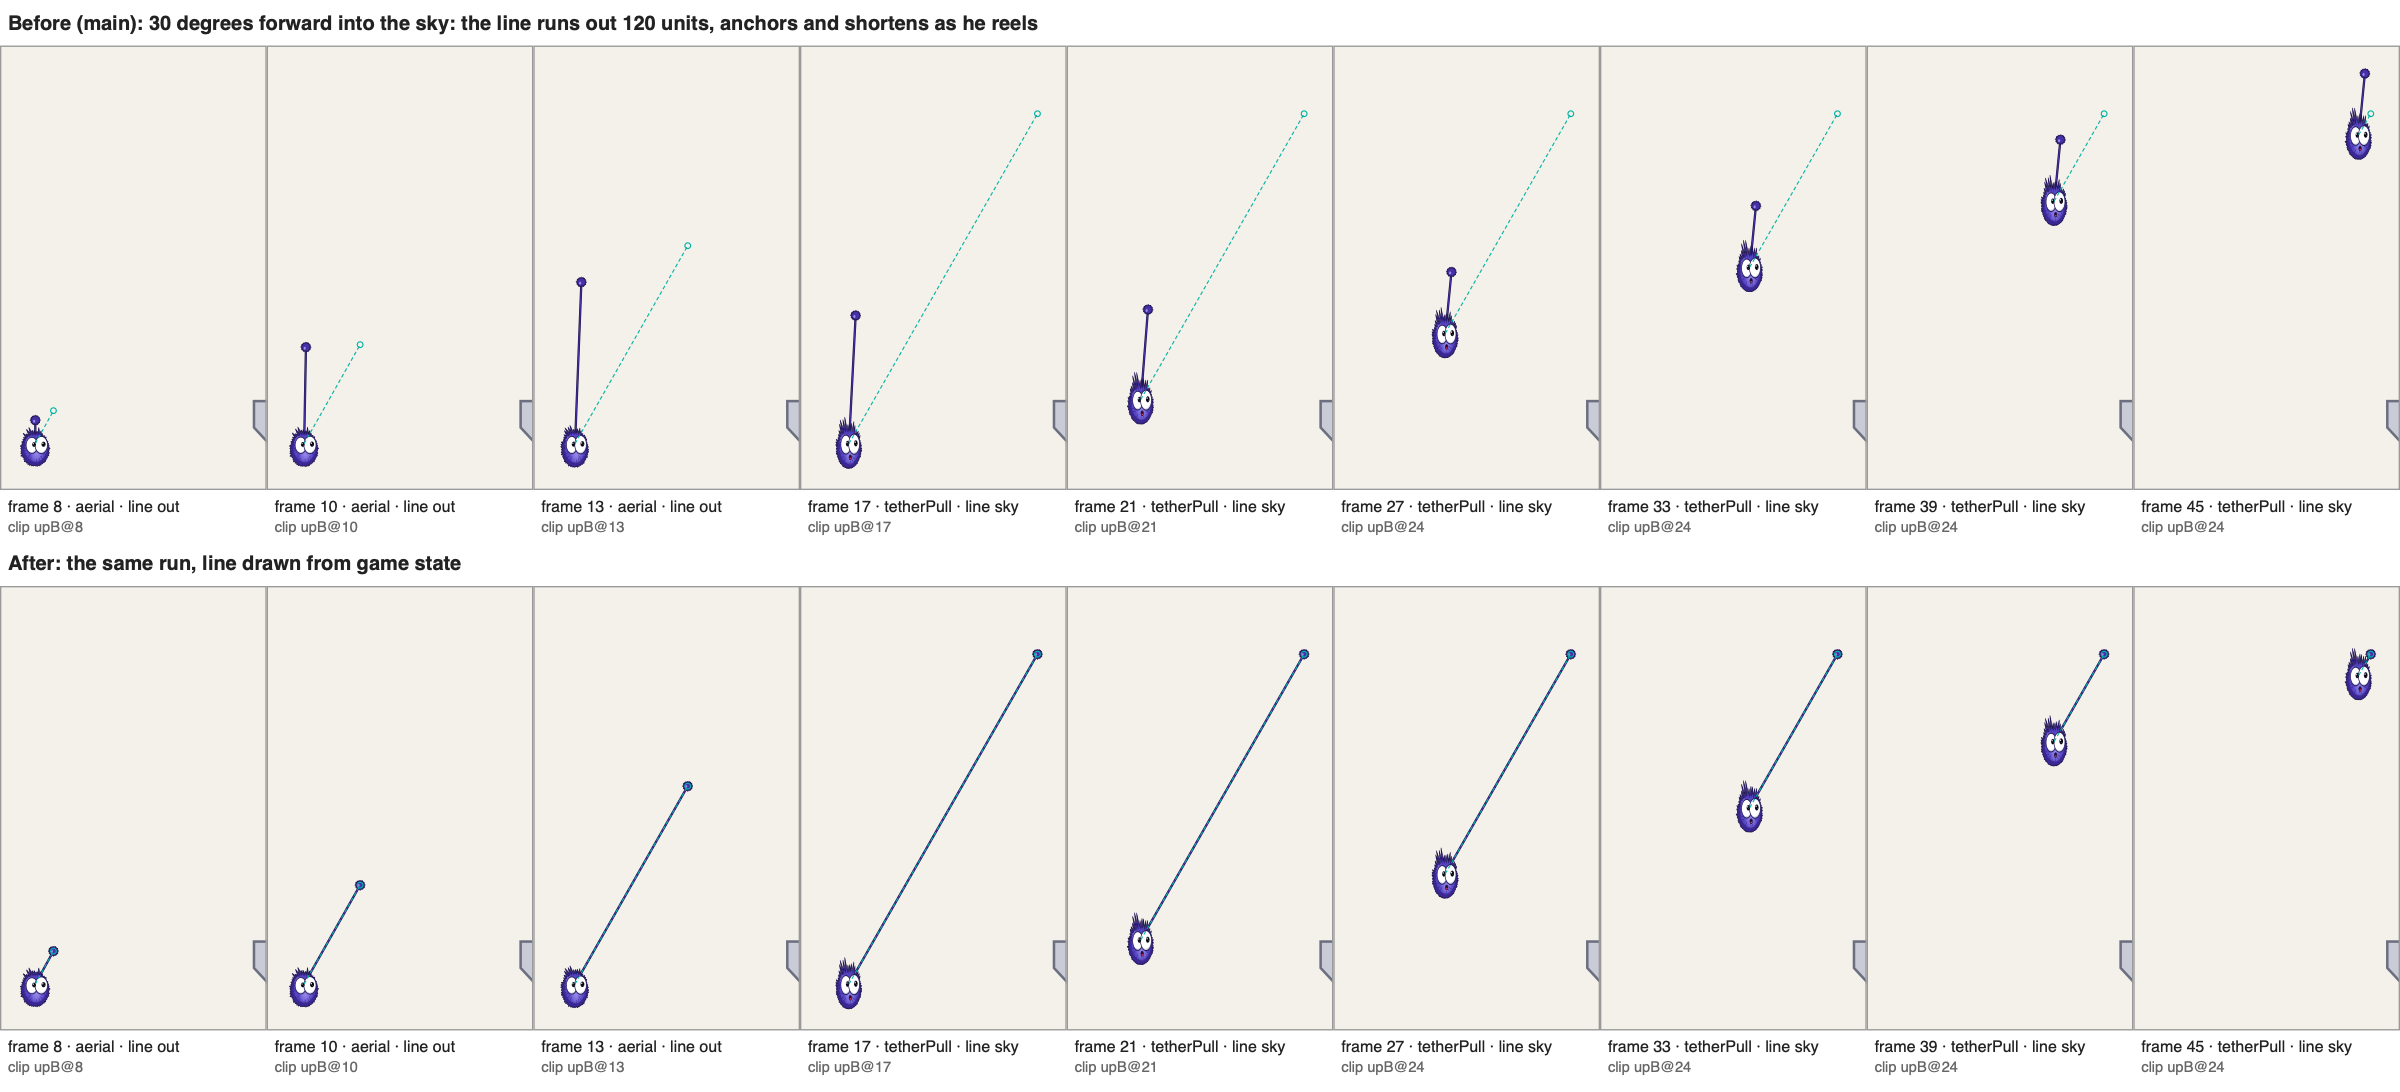 Before (main): 30 degrees forward into the sky: the line runs out 120 units, anchors and shortens as he reels
frame 8 · aerial · line out
clip upB@8
frame 10 · aerial · line out
clip upB@10
frame 13 · aerial · line out
clip upB@13
frame 17 · tetherPull · line sky
clip upB@17
frame 21 · tetherPull · line sky
clip upB@21
frame 27 · tetherPull · line sky
clip upB@24
frame 33 · tetherPull · line sky
clip upB@24
frame 39 · tetherPull · line sky
clip upB@24
frame 45 · tetherPull · line sky
clip upB@24
After: the same run, line drawn from game state
frame 8 · aerial · line out
clip upB@8
frame 10 · aerial · line out
clip upB@10
frame 13 · aerial · line out
clip upB@13
frame 17 · tetherPull · line sky
clip upB@17
frame 21 · tetherPull · line sky
clip upB@21
frame 27 · tetherPull · line sky
clip upB@24
frame 33 · tetherPull · line sky
clip upB@24
frame 39 · tetherPull · line sky
clip upB@24
frame 45 · tetherPull · line sky
clip upB@24